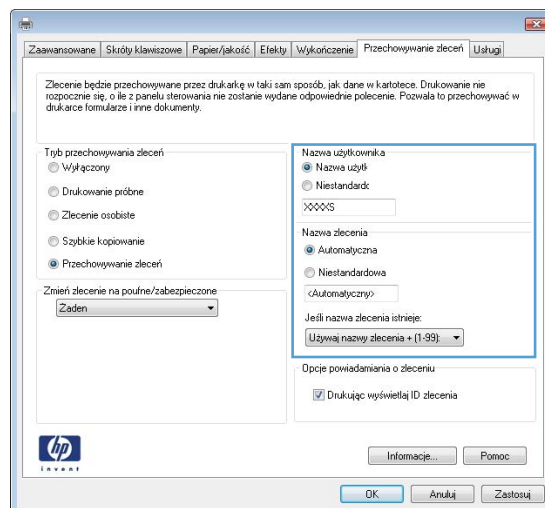 Zaawansowane Skróty klawiszowe Papier/jakość Efekty Wykończenie Przechowywanie zleceń Usługi
Zlecenie będzie przechowywane przez drukarkę w taki sam sposób, jak dane w kartotece. Drukowanie nie
rozpocznie się, o ile z panelu sterowania nie zostanie wydane odpowiednie polecenie. Pozwala to przechowywać w
drukarce formularze i inne dokumenty.
Tryb przechowywania zleceń
Wyłączony
Drukowanie próbne
Zlecenie osobiste
Szybkie kopiowanie
Przechowywanie zleceń
Zmień zlecenie na poufne/zabezpieczone
Żaden
Nazwa użytkownika
Nazwa użytk
Niestandardc
XXXXS
Nazwa zlecenia
Automatyczna
Niestandardowa
<Automatyczny>
Jeśli nazwa zlecenia istnieje:
Używaj nazwy zlecenia + (1-99):
Opcje powiadamiania o zleceniu
Drukując wyświetlaj ID zlecenia
hp
invent
Informacje... Pomoc
OK Anuluj Zastosuj